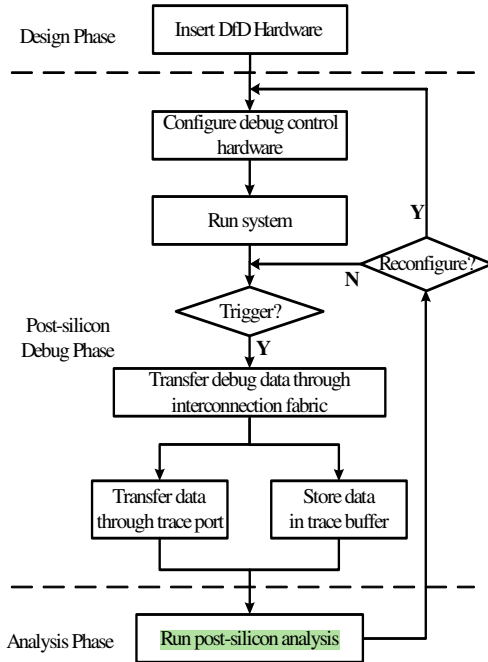 Design Phase
Insert DfD Hardware
Configure debug control
hardware
Run system
Y
Reconfigure?
N
Trigger?
Y
Post-silicon
Debug Phase
Transfer debug data through
interconnection fabric
Transfer data
through trace port
Store data
in trace buffer
Analysis Phase
Run post-silicon analysis